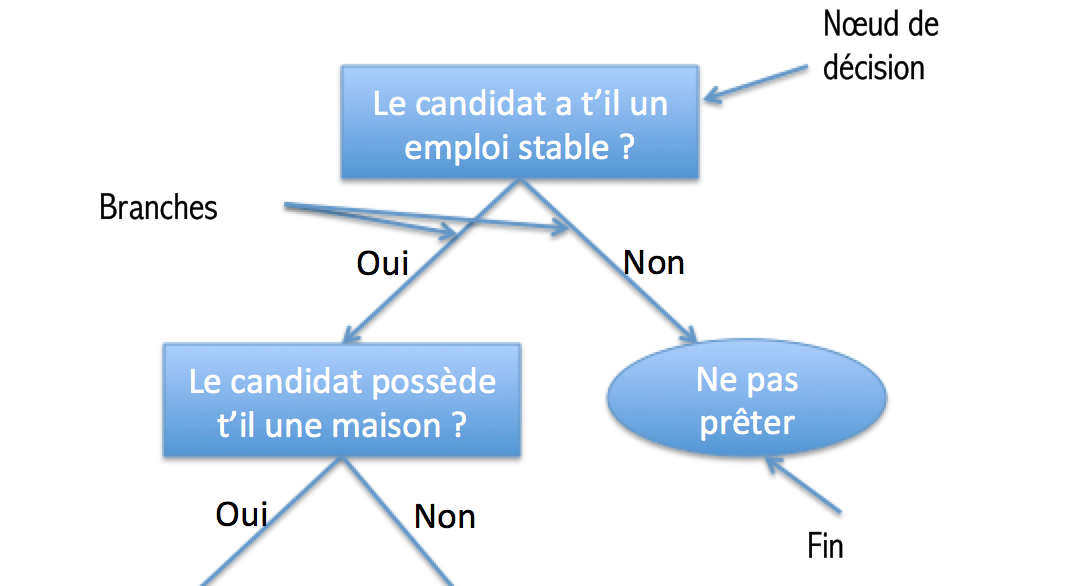 Nœud de
décision
Le candidat a t’il un
emploi stable ?
Branches
Oui
Non
Le candidat possède
t’il une maison ?
Ne pas
prêter
Oui
Non
Fin